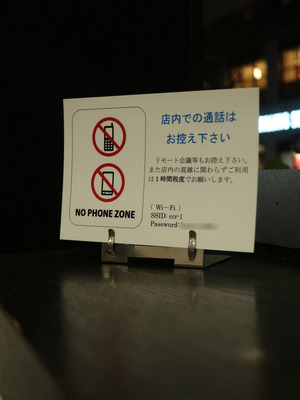 店内での通話は
お控え下さい
リモート会議等もお控え下さい。
また店内の混雑に関わらずご利用
は1時間程度でお願いします。
NO PHONE ZONE
( Wi-Fi )
SSID: ccr1
Password: